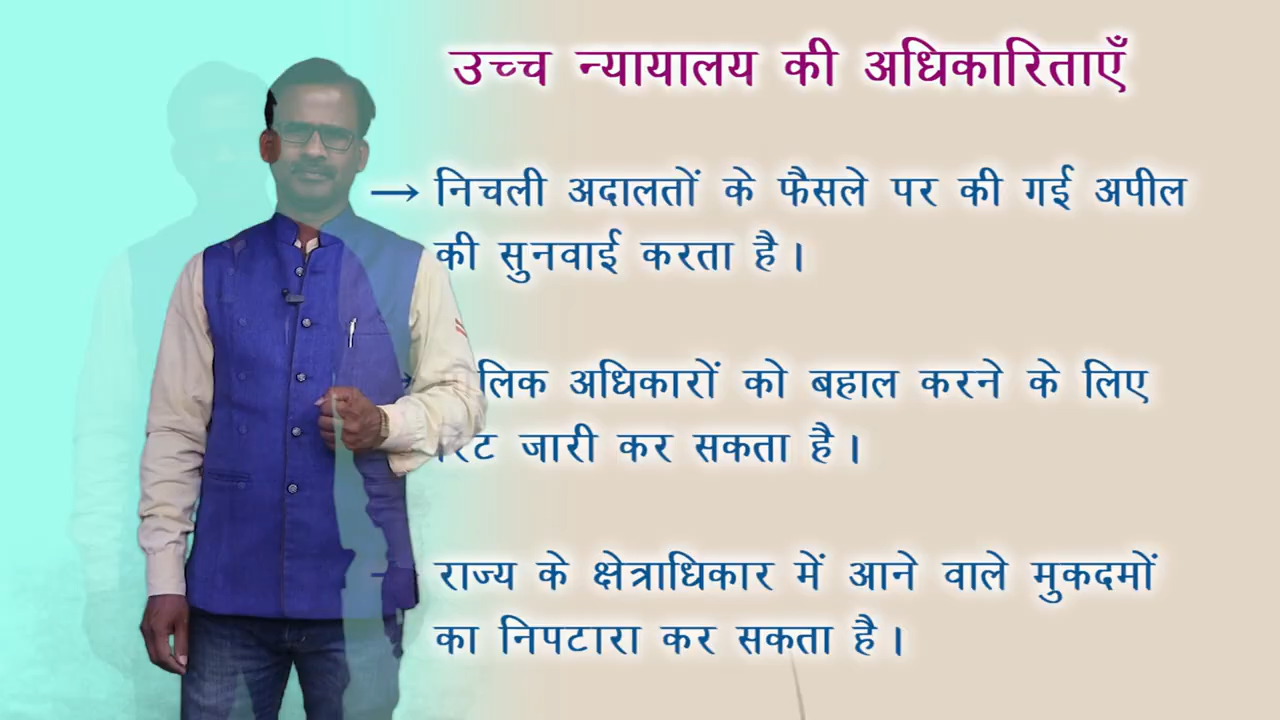 उच्च न्यायालय की अधिकारिताएँ
→ निचली अदालतों के फैसले पर की गई अपील
की सुनवाई करता है।
अधिकारों को बहाल करने के लिए
जारी कर सकता है।
राज्य के क्षेत्राधिकार में आने वाले मुकदमों
का निपटारा कर सकता है।